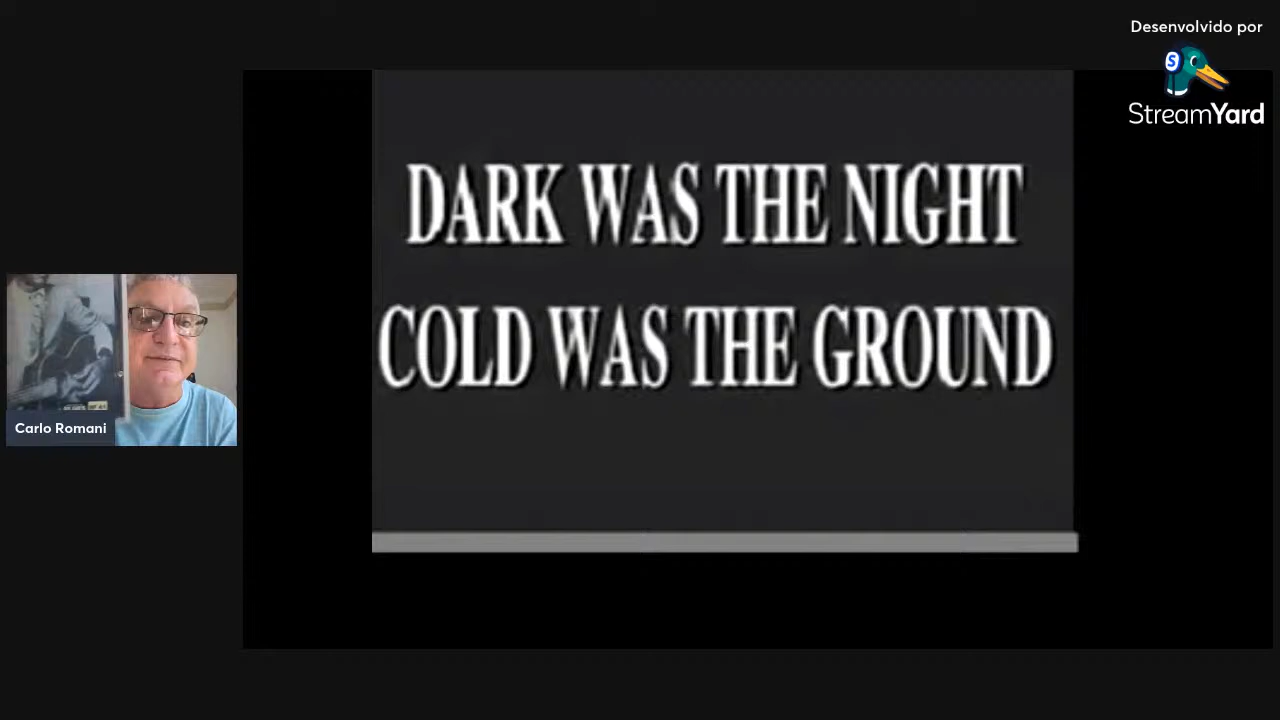 Desenvolvido por
StreamYard
DARK WAS THE NIGHT
COLD WAS THE GROUND
Carlo Romani